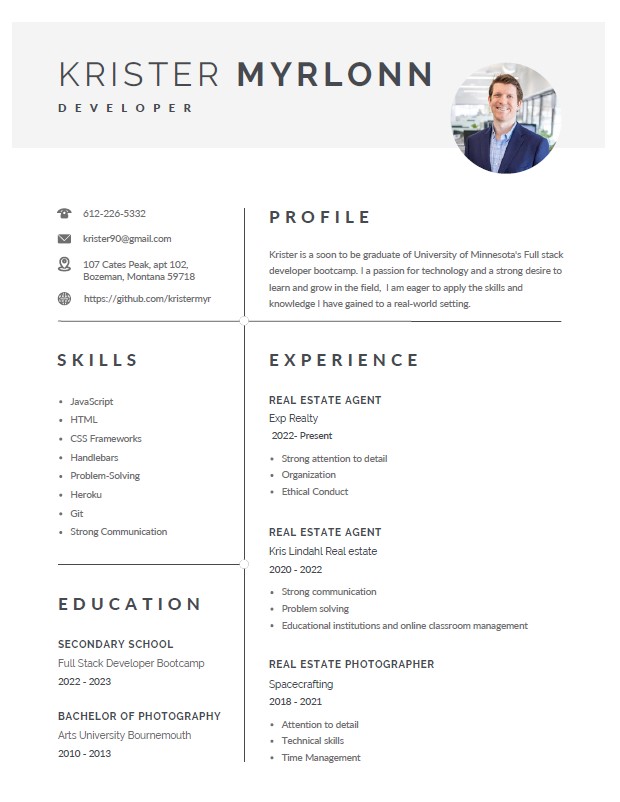 KRISTER MYRLONN
DEVELOPER
612-226-5332
krister90@gmail.com
107 Cates Peak, apt 102,
Bozeman, Montana 59718
https://github.com/kristermyr
PROFILE
Krister is a soon to be graduate of University of Minnesota's Full stack
developer bootcamp. I a passion for technology and a strong desire to
learn and grow in the field, I am eager to apply the skills and
knowledge I have gained to a real-world setting.
SKILLS
• JavaScript
• HTML
• CSS Frameworks
• Handlebars
• Problem-Solving
• Heroku
• Git
• Strong Communication
EDUCATION
SECONDARY SCHOOL
Full Stack Developer Bootcamp
2022 - 2023
BACHELOR OF PHOTOGRAPHY
Arts University Bournemouth
2010 - 2013
EXPERIENCE
REAL ESTATE AGENT
Exp Realty
2022- Present
• Strong attention to detail
• Organization
• Ethical Conduct
REAL ESTATE AGENT
Kris Lindahl Real estate
2020 - 2022
• Strong communication
• Problem solving
• Educational institutions and online classroom management
REAL ESTATE PHOTOGRAPHER
Spacecrafting
2018 - 2021
• Attention to detail
• Technical skills
• Time Management